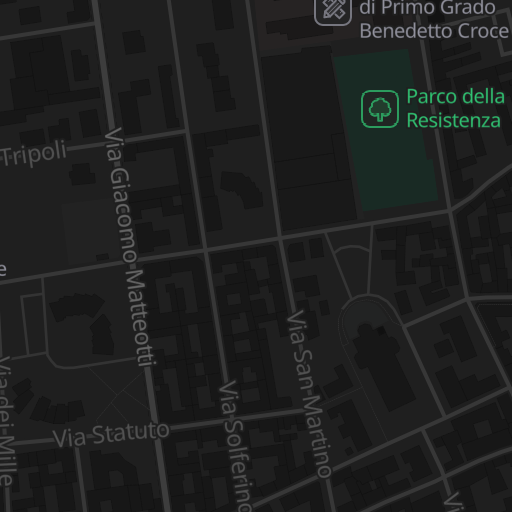 di Primo Grado
Benedetto Croce
Parco della
Resistenza
Tripoli
Via Giacomo Matteotti
e
Via San Martino
Via dei Mille
Via Solferino
Via Statuto
Vi